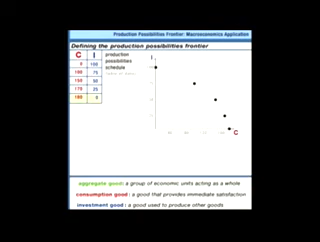 Production Possibilities Frontier: Macroeconomics Application
Defining the production possibilities frontier
C I
0 100
100 75
150 50
170 25
180 0
production
possibilities
schedule
I
C
aggregate good: a group of economic units acting as a whole
consumption good: a good that provides immediate satisfaction
investment good: a good used to produce other goods